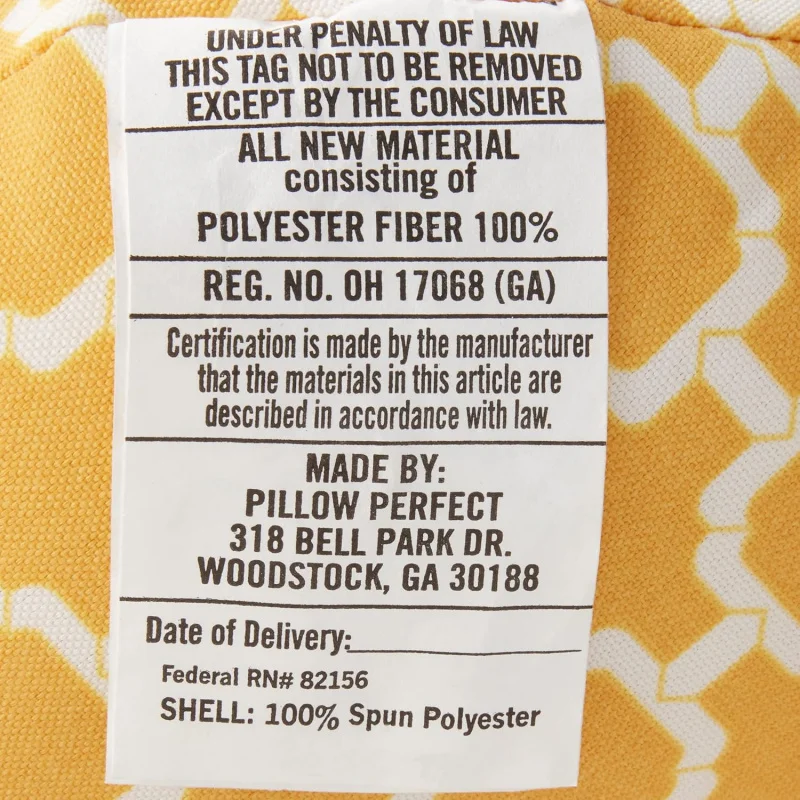 UNDER PENALTY OF LAW
THIS TAG NOT TO BE REMOVED
EXCEPT BY THE CONSUMER
ALL NEW MATERIAL
consisting of
POLYESTER FIBER 100%
REG. NO. OH 17068 (GA)
Certification is made by the manufacturer
that the materials in this article are
described in accordance with law.
MADE BY:
PILLOW PERFECT
318 BELL PARK DR.
WOODSTOCK, GA 30188
Date of Delivery:
Federal RN# 82156
SHELL: 100% Spun Polyester